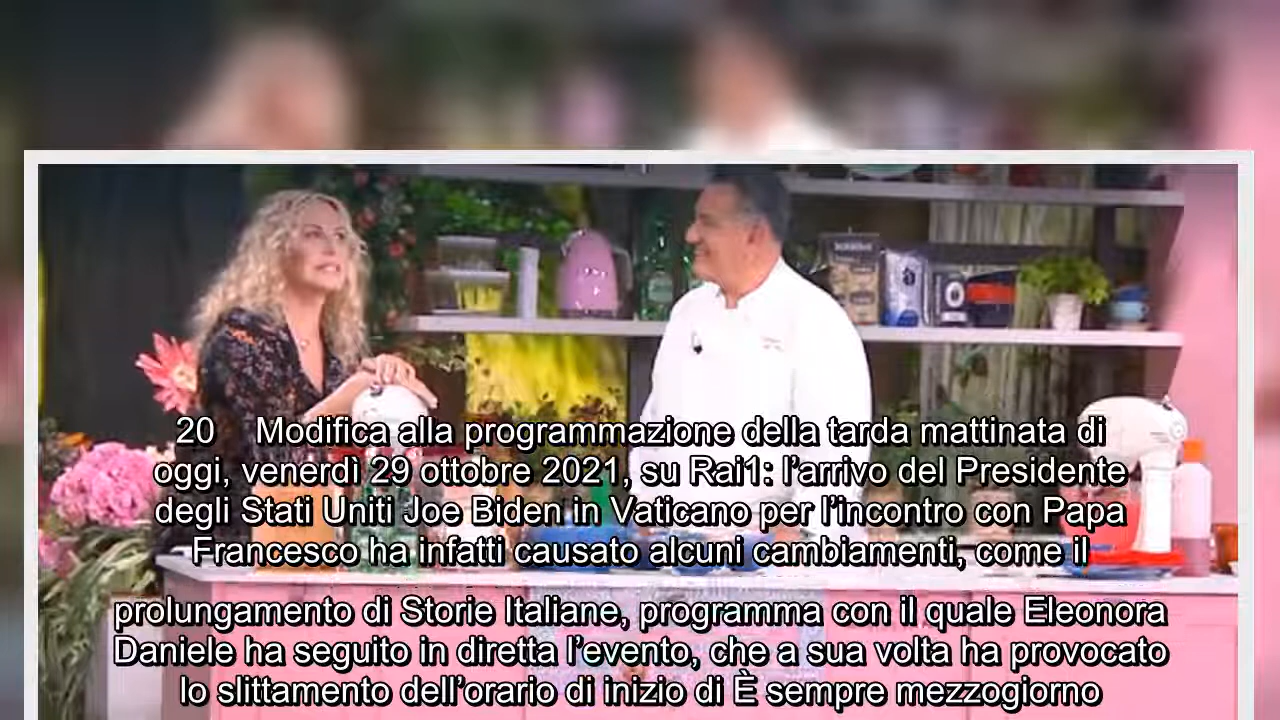 20 Modifica alla programmazione della tarda mattinata di
oggi, venerdì 29 ottobre 2021, su Rai1: l’arrivo del Presidente
degli Stati Uniti Joe Biden in Vaticano per l’incontro con Papa
Francesco ha infatti causato alcuni cambiamenti, come il
prolungamento di Storie Italiane, programma con il quale Eleonora
Daniele ha seguito in diretta l’evento, che a sua volta ha provocato
lo slittamento dell’orario di inizio di È sempre mezzogiorno